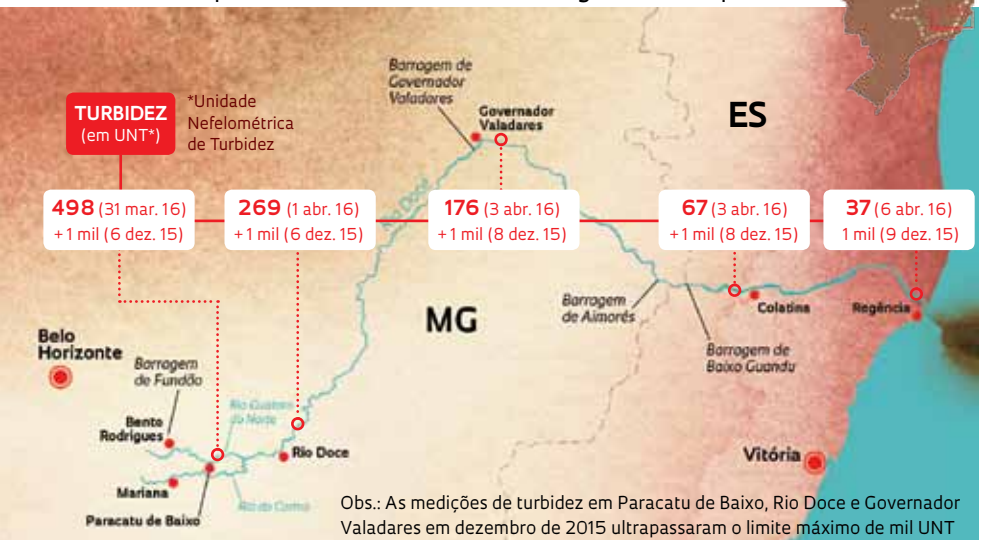 Barragem de
Governador
Valadares
Governador
Valadares
ES
TURBIDEZ
(em UNT*)
*Unidade
Nefelométrica
de Turbidez
498 (31 mar. 16)
+1 mil (6 dez. 15)
269 (1 abr. 16)
+1 mil (6 dez. 15)
176 (3 abr. 16)
+1 mil (8 dez. 15)
67 (3 abr. 16)
+1 mil (8 dez. 15)
37 (6 abr. 16)
1 mil (9 dez. 15)
MG
Barragem
de Aimorés
Colatina
Regência
Barragem de
Baixo Guandu
Belo
Horizonte
Barragem
de Fundão
Rio Gualaxo
do Norte
Bento
Rodrigues
Rio Doce
Vitória
Mariana
Rio do Carmo
Paracatu de Baixo
Obs.: As medições de turbidez em Paracatu de Baixo, Rio Doce e Governador
Valadares em dezembro de 2015 ultrapassaram o limite máximo de mil UNT